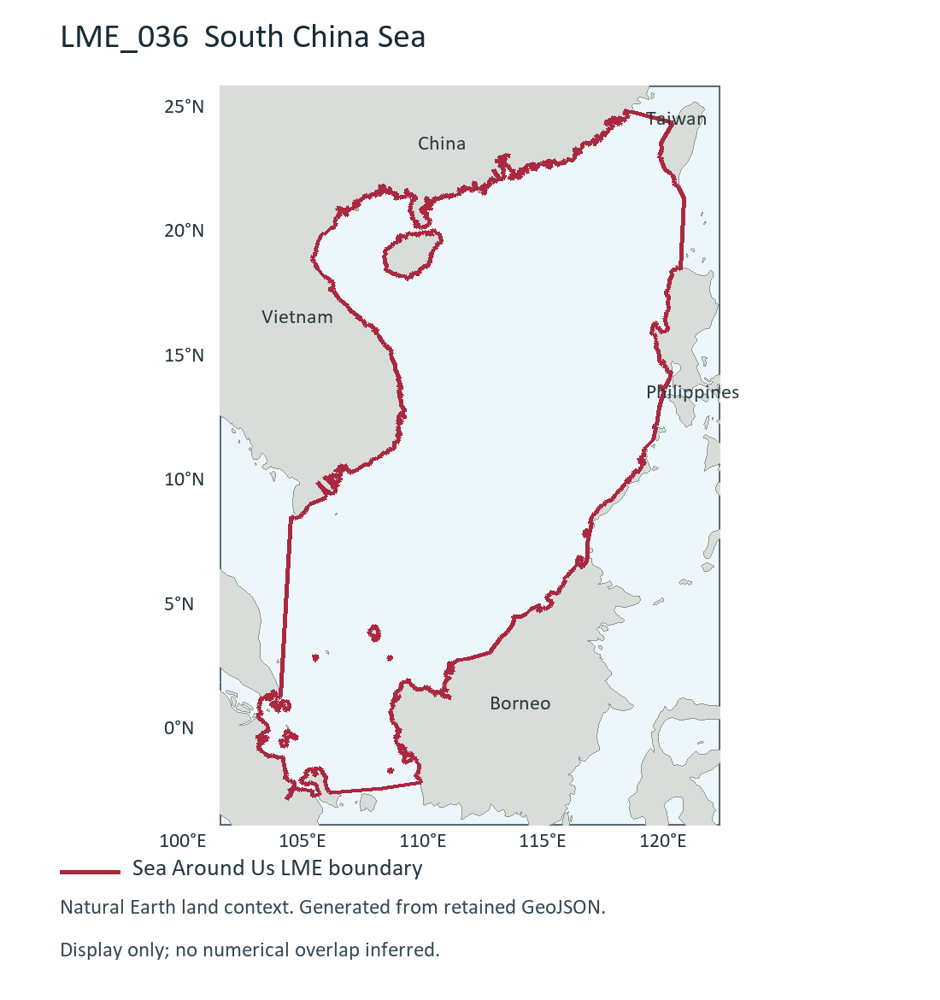 LME_036  South China Sea
25°N
Taiwan
China
20°N
Vietnam
15°N
Philippines
10°N
5°N
Borneo
0°N
100°E 105°E 110°E 115°E 120°E
Sea Around Us LME boundary
Natural Earth land context. Generated from retained GeoJSON.
Display only; no numerical overlap inferred.